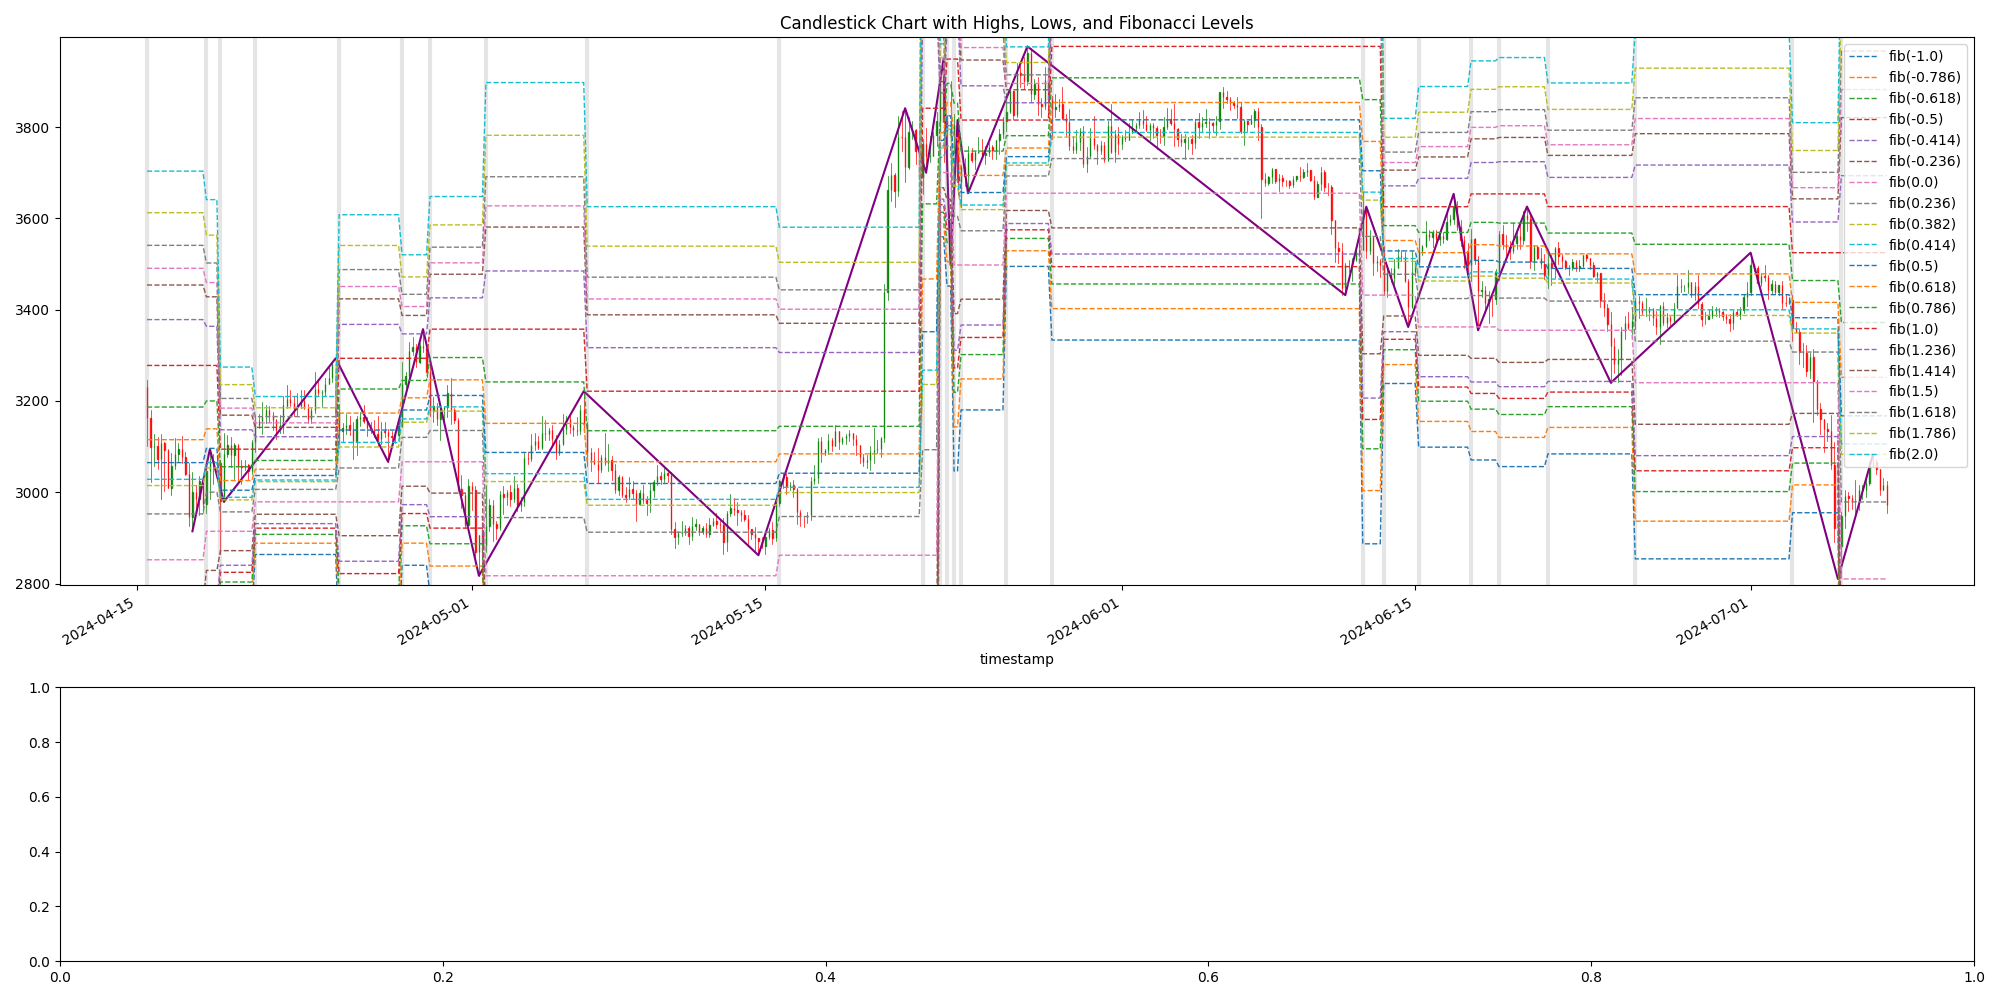 Candlestick Chart with Highs, Lows, and Fibonacci Levels
fib(-1.0)
fib(-0.786)
fib(-0.618)
fib(-0.5)
fib(-0.414)
fib(-0.236)
fib(0.0)
fib(0.236)
fib(0.382)
fib(0.414)
fib(0.5)
fib(0.618)
fib(0.786)
fib(1.0)
fib(1.236)
fib(1.414)
fib(1.5)
fib(1.618)
fib(1.786)
fib(2.0)
3800
3600
3400
3200
3000
2800
2024-04-15 2024-05-01 2024-05-15 2024-06-01 2024-06-15 2024-07-01
timestamp
1.0
0.8
0.6
0.4
0.2
0.0
0.0 0.2 0.4 0.6 0.8 1.0